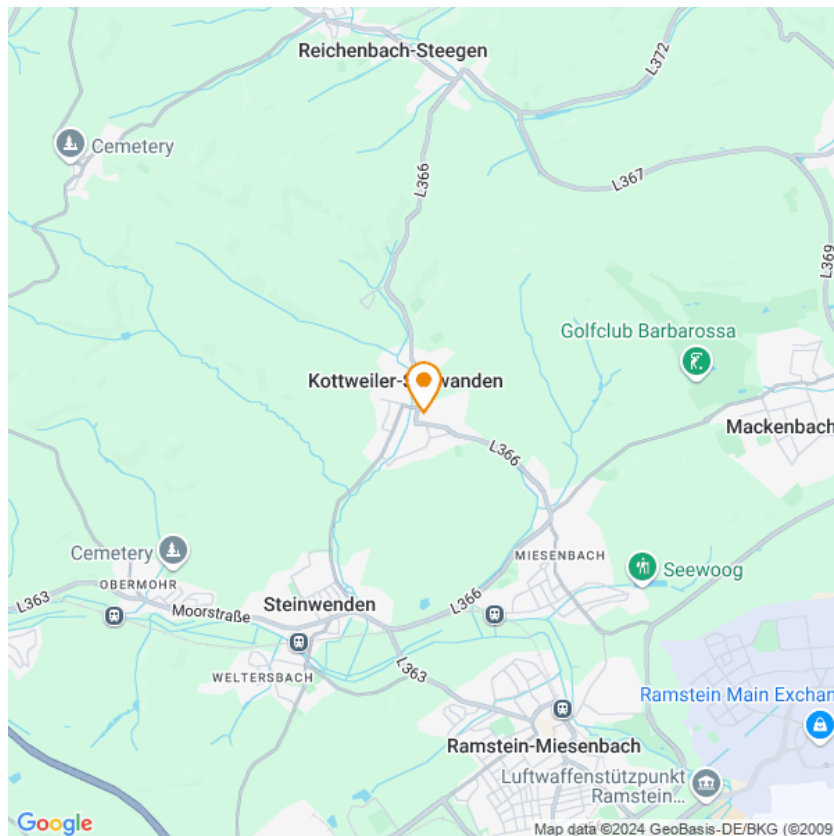 Reichenbach-Steegen
L372
Cemetery
L366
L367
L369
Golfclub Barbarossa
Mackenbach
L366
MIESENBACH
Seewoog
Cemetery
OBERMOHR
L363
Moorstraße
Steinwenden
L366
L363
WELTERSBACH
Ramstein Main Exchan
Ramstein-Miesenbach
Luftwaffenstützpunkt
Ramstein...
Google
Map data ©2024 GeoBasis-DE/BKG (©2009